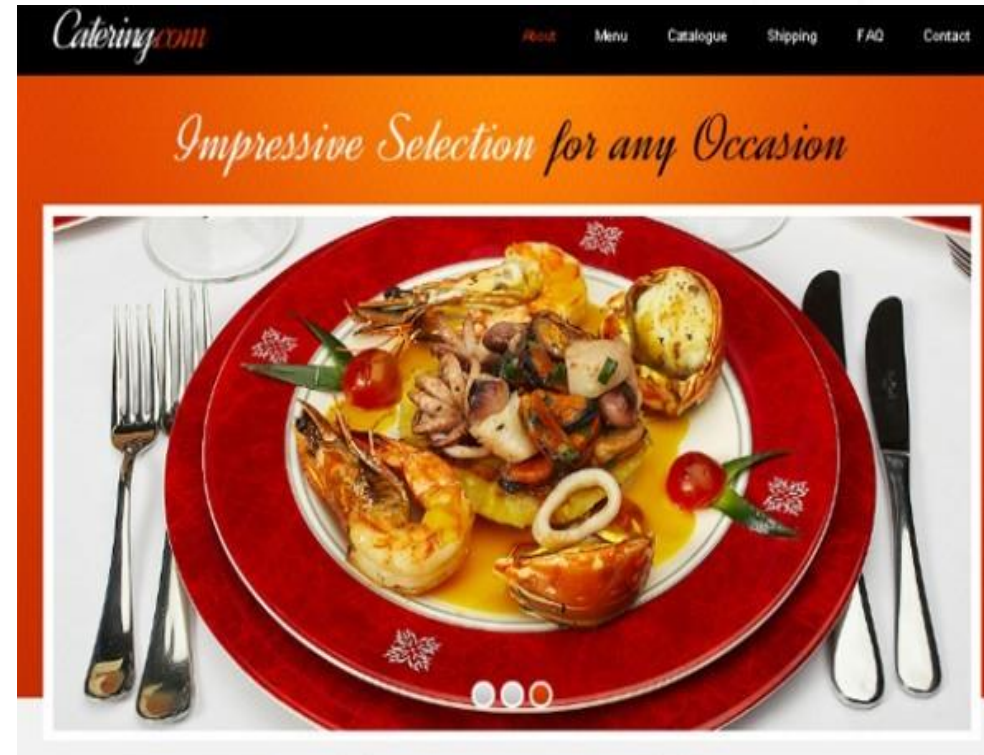 Catering.com
About Menu Catalogue Shipping FAQ Contact
Impressive Selection for any Occasion